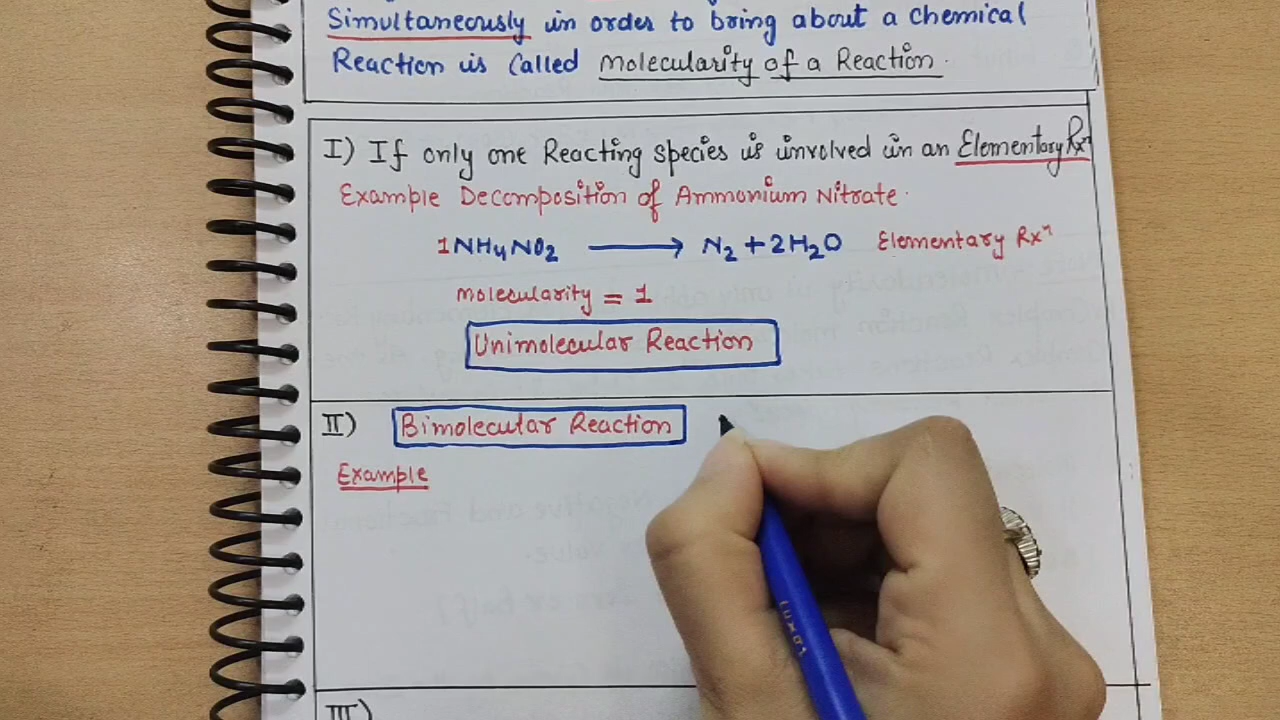 Simultaneously in order to bring about a Chemical
Reaction is Called molecularity of a Reaction.
I) If only one Reacting species is involved in an Elementary Rxⁿ
Example Decomposition of Ammonium Nitrate.
1NH₄NO₂ ⟶ N₂ + 2H₂O Elementary Rxⁿ
molecularity = 1
Unimolecular Reaction
II) Bimolecular Reaction
Example
III)
luxor